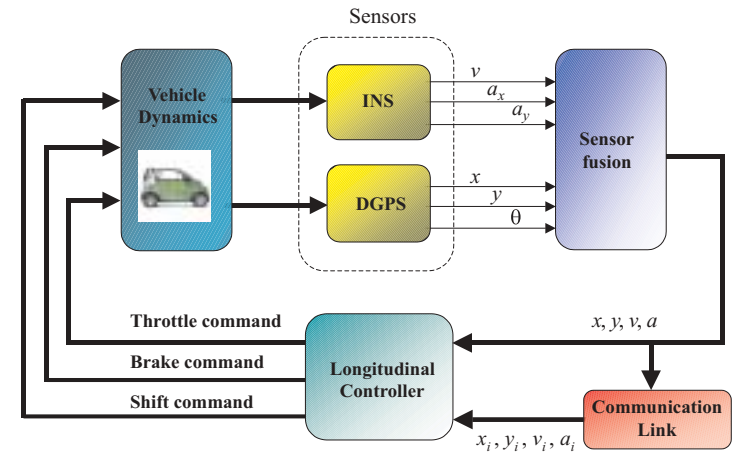 Sensors
Vehicle
Dynamics
INS
v
a_x
a_y
DGPS
x
y
θ
Sensor
fusion
Throttle command
Brake command
Shift command
Longitudinal
Controller
x, y, v, a
Communication
Link
x_i , y_i , v_i , a_i